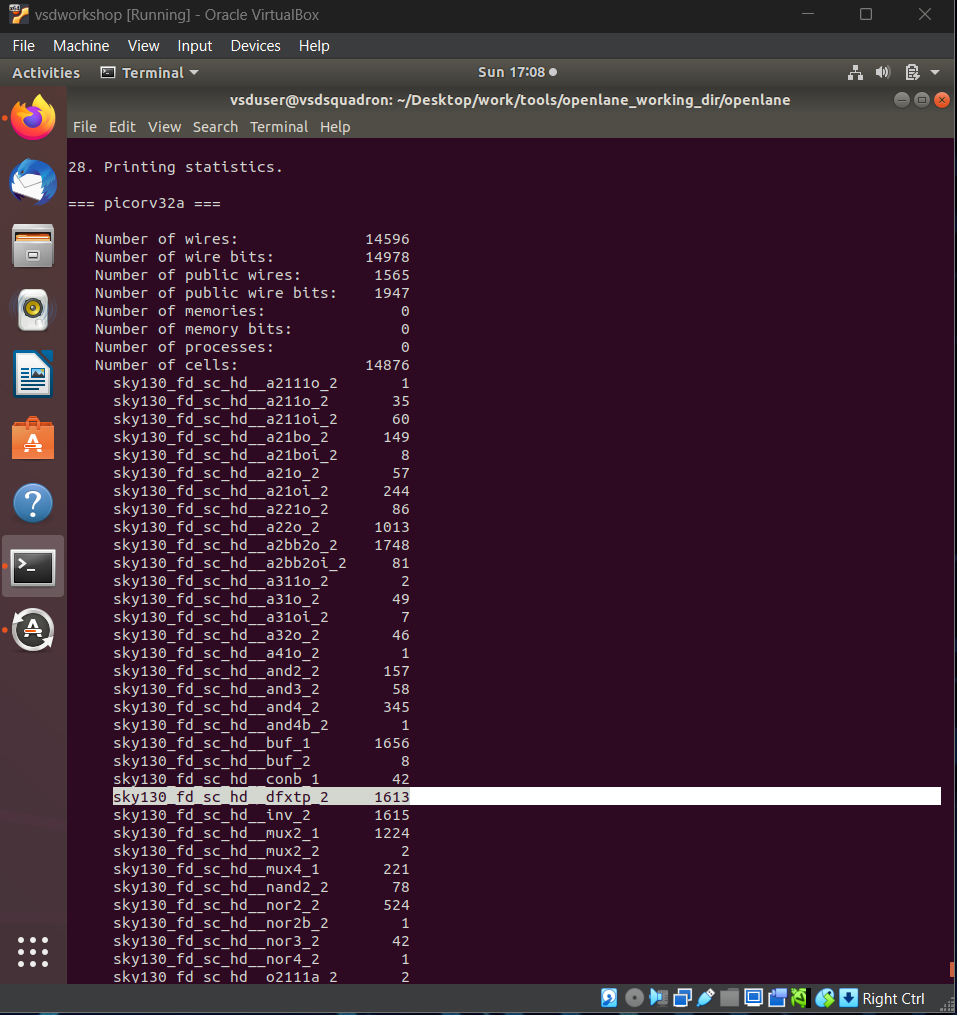 vsdworkshop [Running] - Oracle VirtualBox
File Machine View Input Devices Help
Activities Terminal Sun 17:08
vsduser@vsdsquadron: ~/Desktop/work/tools/openlane_working_dir/openlane
File Edit View Search Terminal Help
28. Printing statistics.
=== picorv32a ===
Number of wires: 14596
Number of wire bits: 14978
Number of public wires: 1565
Number of public wire bits: 1947
Number of memories: 0
Number of memory bits: 0
Number of processes: 0
Number of cells: 14876
sky130_fd_sc_hd__a2111o_2 1
sky130_fd_sc_hd__a211o_2 35
sky130_fd_sc_hd__a211oi_2 60
sky130_fd_sc_hd__a21bo_2 149
sky130_fd_sc_hd__a21boi_2 8
sky130_fd_sc_hd__a21o_2 57
sky130_fd_sc_hd__a21oi_2 244
sky130_fd_sc_hd__a221o_2 86
sky130_fd_sc_hd__a22o_2 1013
sky130_fd_sc_hd__a2bb2o_2 1748
sky130_fd_sc_hd__a2bb2oi_2 81
sky130_fd_sc_hd__a311o_2 2
sky130_fd_sc_hd__a31o_2 49
sky130_fd_sc_hd__a31oi_2 7
sky130_fd_sc_hd__a32o_2 46
sky130_fd_sc_hd__a41o_2 1
sky130_fd_sc_hd__and2_2 157
sky130_fd_sc_hd__and3_2 58
sky130_fd_sc_hd__and4_2 345
sky130_fd_sc_hd__and4b_2 1
sky130_fd_sc_hd__buf_1 1656
sky130_fd_sc_hd__buf_2 8
sky130_fd_sc_hd__conb_1 42
sky130_fd_sc_hd__dfxtp_2 1613
sky130_fd_sc_hd__inv_2 1615
sky130_fd_sc_hd__mux2_1 1224
sky130_fd_sc_hd__mux2_2 2
sky130_fd_sc_hd__mux4_1 221
sky130_fd_sc_hd__nand2_2 78
sky130_fd_sc_hd__nor2_2 524
sky130_fd_sc_hd__nor2b_2 1
sky130_fd_sc_hd__nor3_2 42
sky130_fd_sc_hd__nor4_2 1
sky130_fd_sc_hd__o2111a_2 2
Right Ctrl